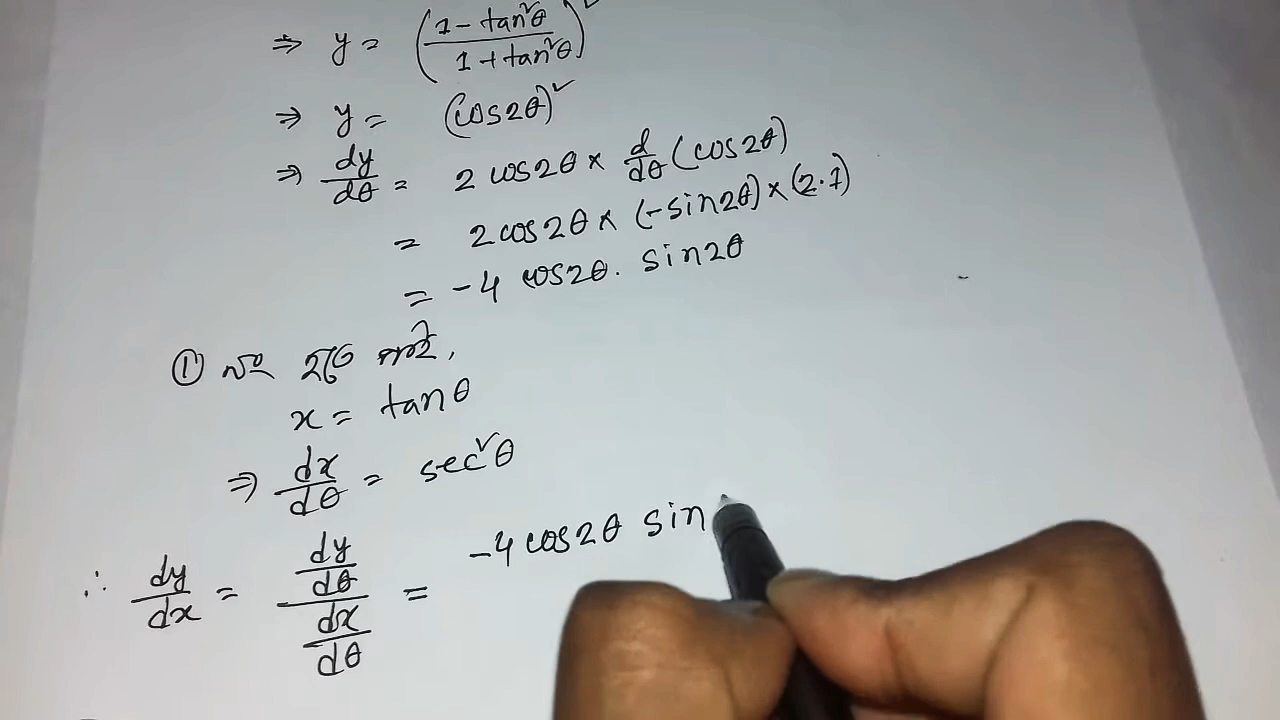 ⇒ y = ((1 - tan²θ)/(1 + tan²θ))²
⇒ y = (cos2θ)²
⇒ dy/dθ = 2 cos2θ × d/dθ (cos2θ)
= 2cos2θ × (-sin2θ) × (2.1)
= -4 cos2θ. sin2θ
① নং হতে পাই,
x = tanθ
⇒ dx/dθ = sec²θ
∴ dy/dx = (dy/dθ)/(dx/dθ) = -4 cos2θ sin